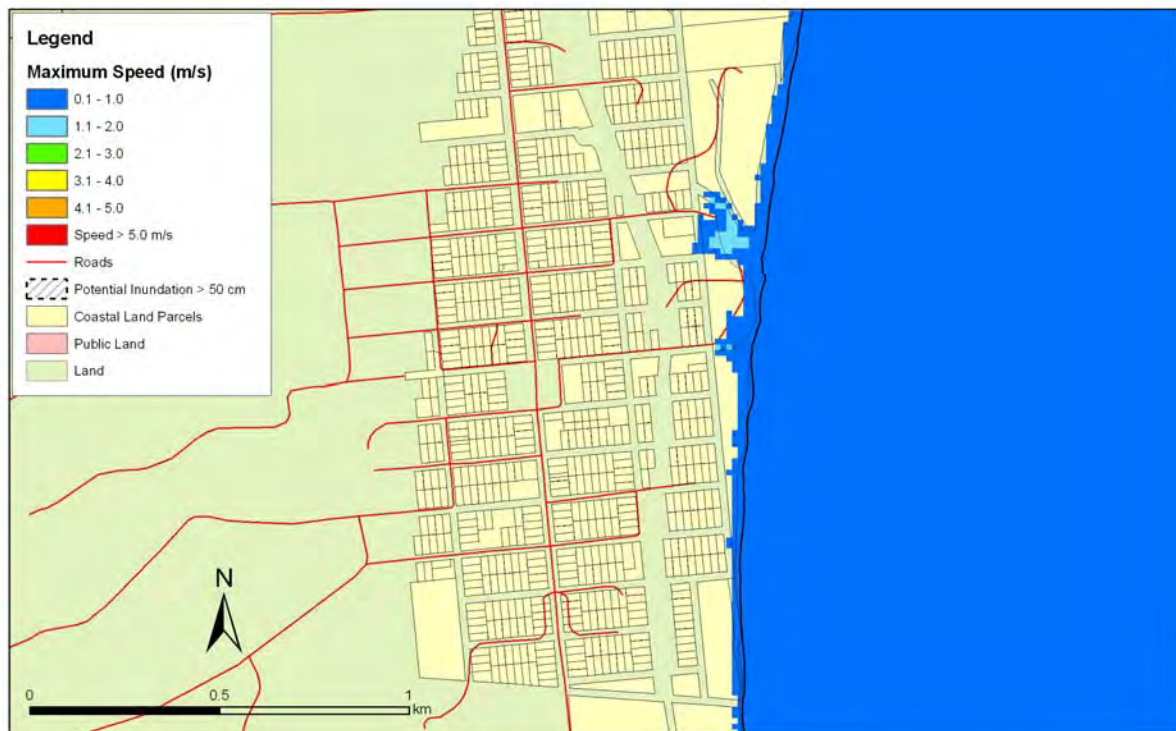 Legend
Maximum Speed (m/s)
0.1 - 1.0
1.1 - 2.0
2.1 - 3.0
3.1 - 4.0
4.1 - 5.0
Speed > 5.0 m/s
Roads
Potential Inundation > 50 cm
Coastal Land Parcels
Public Land
Land
N
0 0.5 1
km